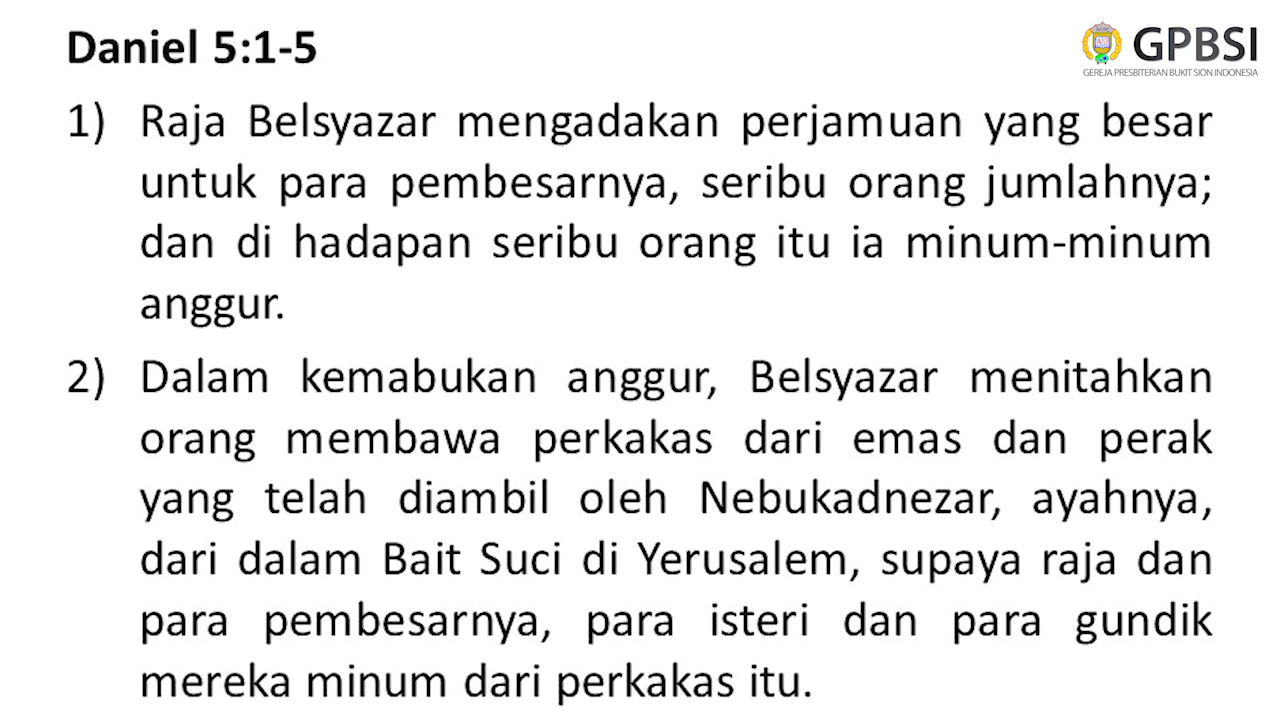 Daniel 5:1-5
GPBSI
GEREJA PRESBITERIAN BUKIT SION INDONESIA
1) Raja Belsyazar mengadakan perjamuan yang besar
untuk para pembesarnya, seribu orang jumlahnya;
dan di hadapan seribu orang itu ia minum-minum
anggur.
2) Dalam kemabukan anggur, Belsyazar menitahkan
orang membawa perkakas dari emas dan perak
yang telah diambil oleh Nebukadnezar, ayahnya,
dari dalam Bait Suci di Yerusalem, supaya raja dan
para pembesarnya, para isteri dan para gundik
mereka minum dari perkakas itu.